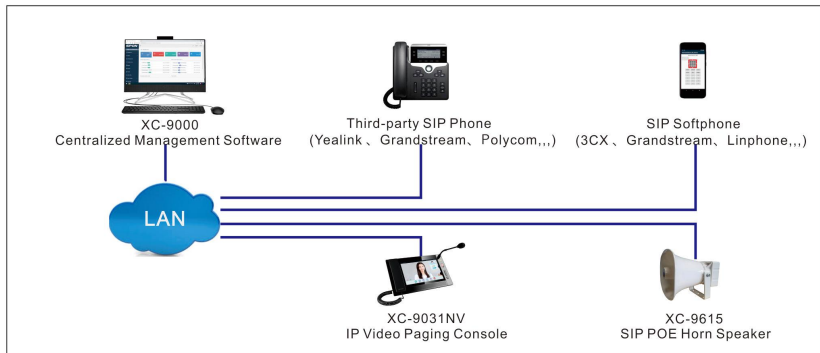 XC-9000
Centralized Management Software
Third-party SIP Phone
(Yealink 、Grandstream、Polycom,,,)
SIP Softphone
(3CX 、Grandstream、Linphone,,,)
LAN
XC-9031NV
IP Video Paging Console
XC-9615
SIP POE Horn Speaker